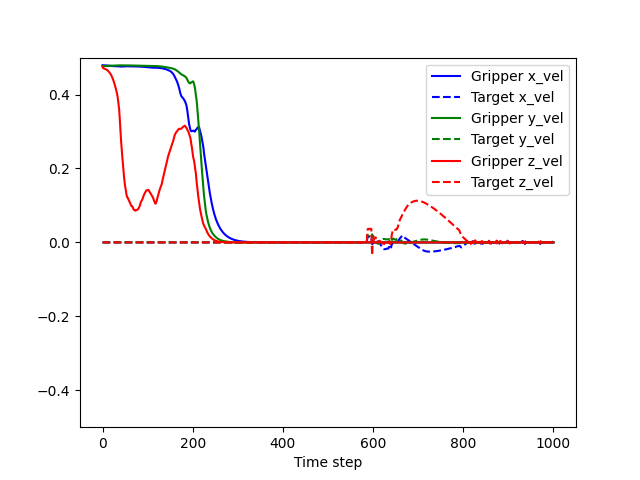 0.4
0.2
0.0
−0.2
−0.4
0
200
400
600
800
1000
Time step
Gripper x_vel
Target x_vel
Gripper y_vel
Target y_vel
Gripper z_vel
Target z_vel